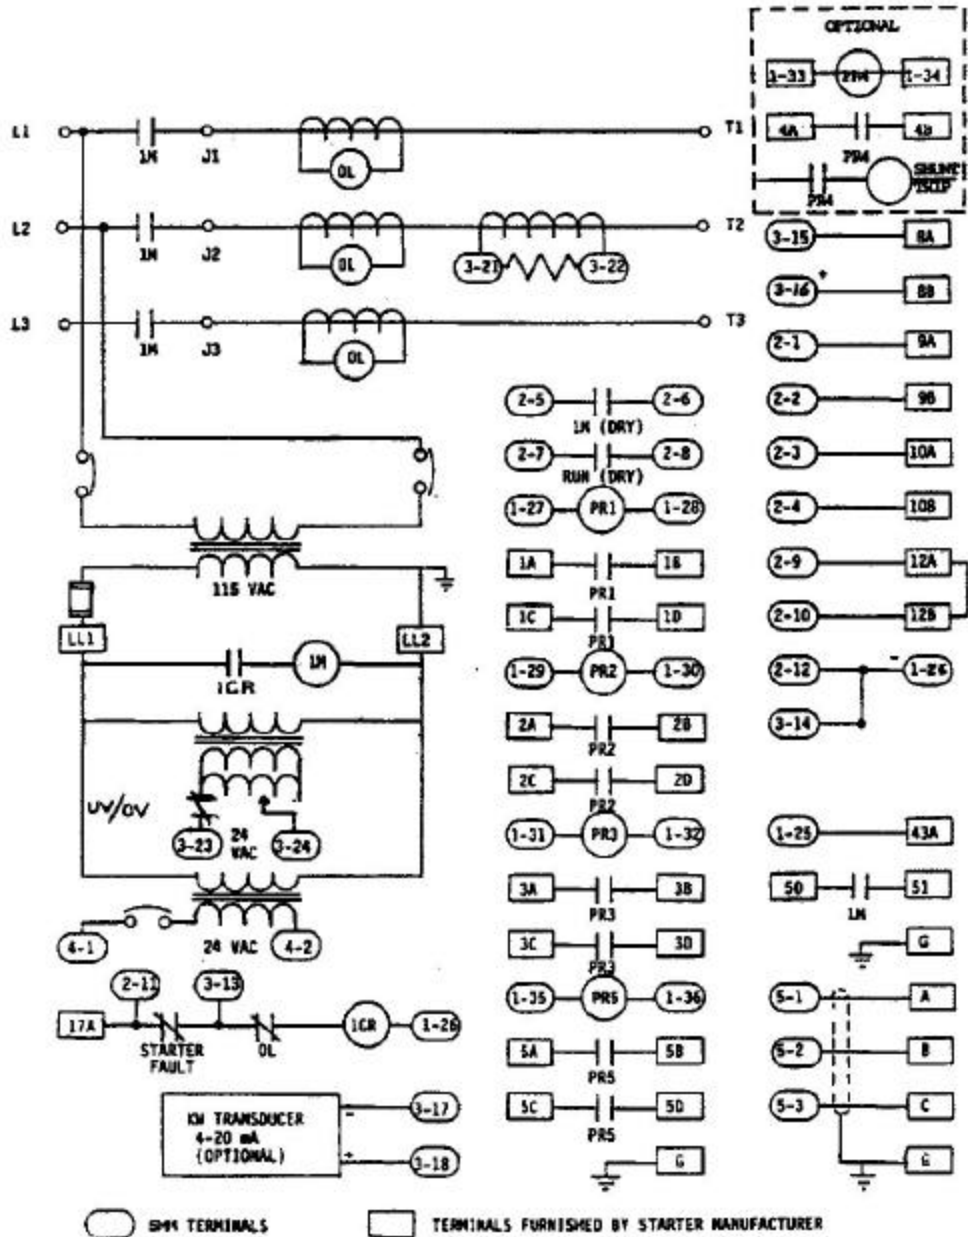 OPTIONAL
1-33 PR4 1-34
4A 4B
PR4
PR4 SHUNT TRIP
L1 1M J1 OL T1
L2 1M J2 OL 3-21 3-22 T2
L3 1M J3 OL T3
3-15 8A
3-16 + 8B
2-1 9A
2-2 9B
2-3 10A
2-4 10B
2-9 12A
2-10 12B
2-12 - 1-26
3-14
1-25 43A
50 1M 51
G
5-1 A
5-2 B
5-3 C
2-5 2-6
1M (DRY)
2-7 2-8
RUN (DRY)
1-27 PR1 1-28
1A 1B
PR1
1C 1D
PR1
1-29 PR2 1-30
2A 2B
PR2
2C 2D
PR2
1-31 PR3 1-32
3A 3B
PR3
3C 3D
PR3
1-35 PR5 1-36
5A 5B
PR5
5C 5D
PR5
G
115 VAC
LL1 LL2
1CR 1M
UV/OV
3-23 24 VAC 3-24
4-1 24 VAC 4-2
2-11 3-13
17A STARTER FAULT OL 1CR 1-26
KW TRANSDUCER
4-20 mA
(OPTIONAL)
- 3-17
+ 3-18
SMM TERMINALS
TERMINALS FURNISHED BY STARTER MANUFACTURER